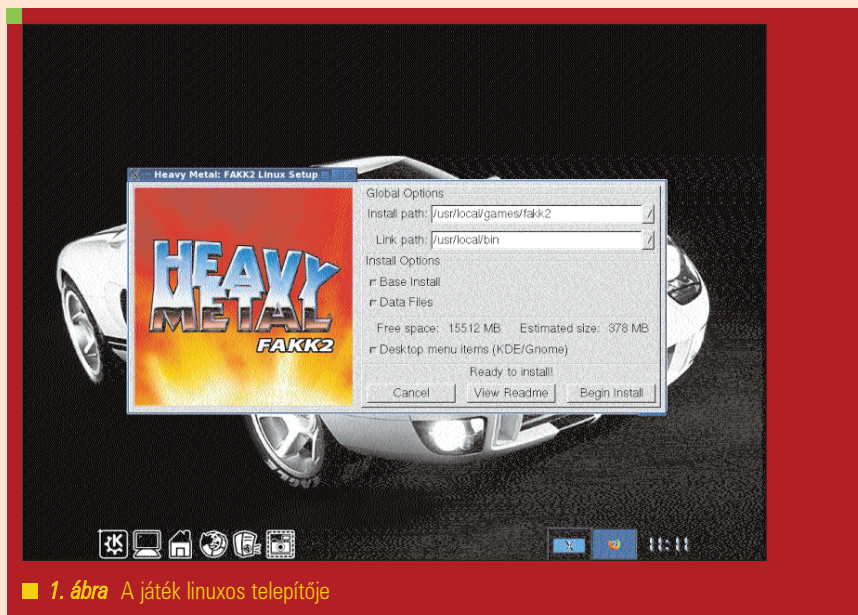 Heavy Metal: FAKK2 Linux Setup
HEAVY
METAL
FAKK2
Global Options
Install path: /usr/local/games/fakk2
Link path: /usr/local/bin
Install Options
Base Install
Data Files
Free space: 15512 MB Estimated size: 378 MB
Desktop menu items (KDE/Gnome)
Ready to install!
Cancel View Readme Begin Install
EAGLE
11:11
1. ábra A játék linuxos telepítője